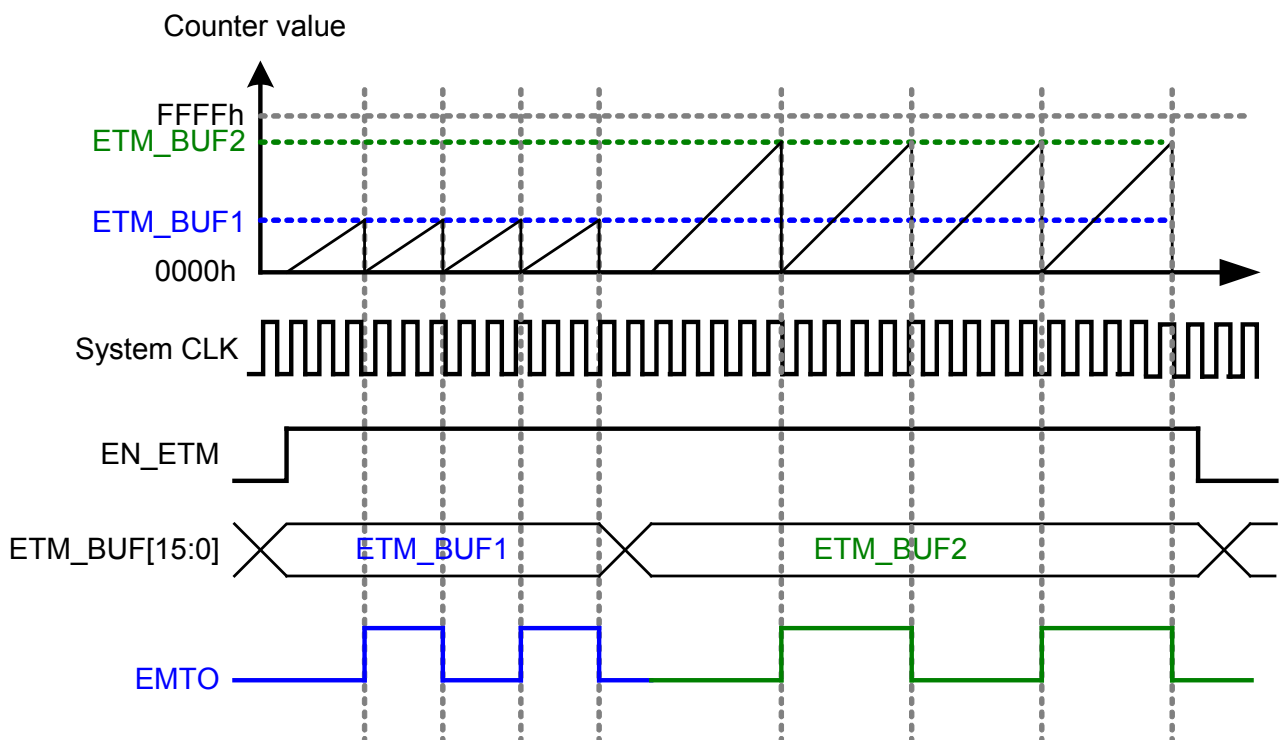 Counter value
FFFFh
ETM_BUF2
ETM_BUF1
0000h
System CLK
EN_ETM
ETM_BUF[15:0]
ETM_BUF1
ETM_BUF2
EMTO